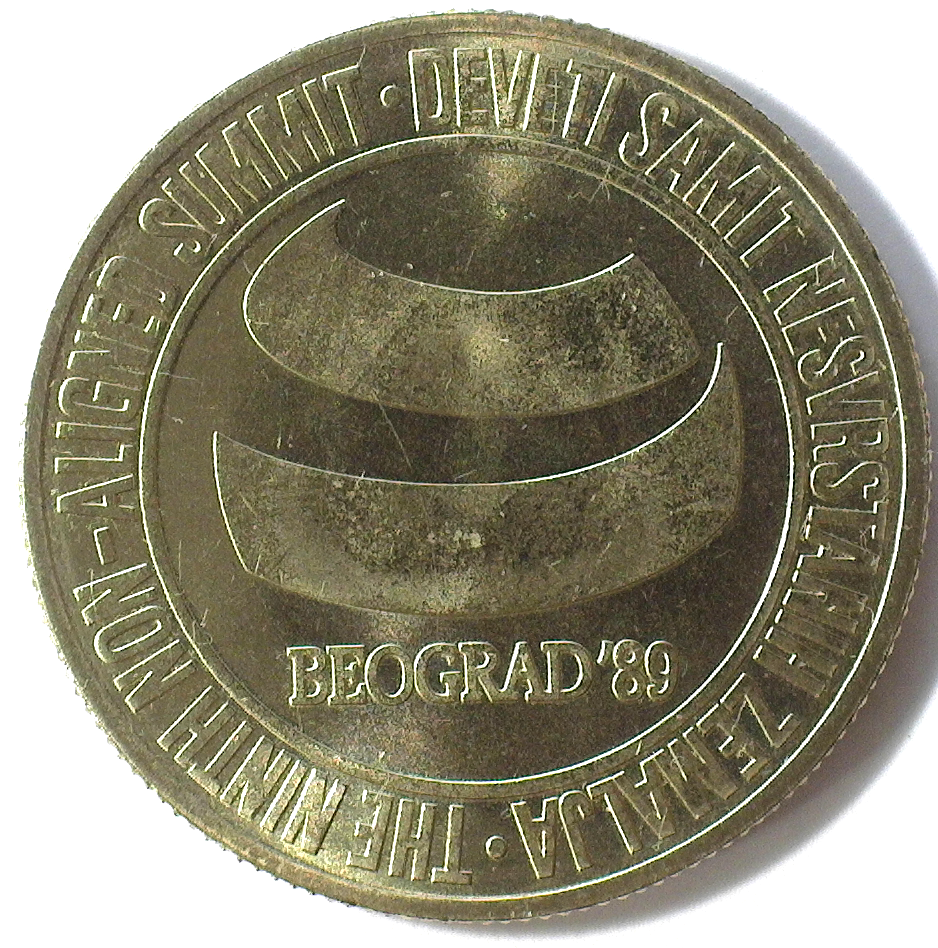 DEVETI SAMIT NESVRSTANIH ZEMALJA · THE NINTH NON-ALIGNED SUMMIT ·
BEOGRAD '89